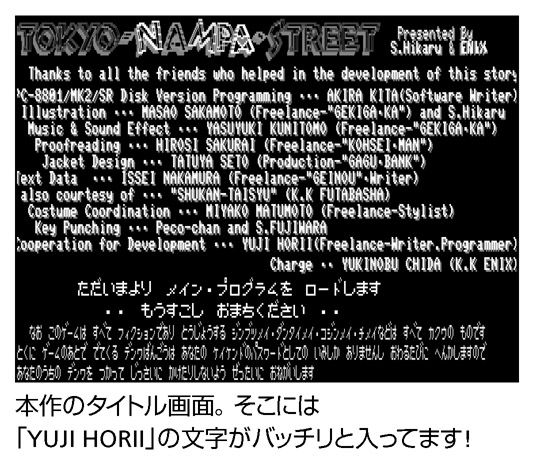 TOKYO-NAMPA-STREET
Presented By
S.Hikaru & ENIX
Thanks to all the friends who helped in the development of this story
PC-8801/MK2/SR Disk Version Programming ··· AKIRA KITA(Software Writer)
Illustration ··· MASAO SAKAMOTO (Freelance-"GEKIGA·KA") and S.Hikaru
Music & Sound Effect ··· YASUYUKI KUNITOMO (Freelance-"GEKIGA·KA")
Proofreading ··· HIROSI SAKURAI (Freelance-"KOHSEI·MAN")
Jacket Design ··· TATUYA SETO (Production-"GAGU·BANK")
Text Data ··· ISSEI NAKAMURA (Freelance-"GEINOU"·Writer)
also courtesy of ··· "SHUKAN-TAISYU" (K.K FUTABASHA)
Costume Coordination ··· MIYAKO MATUMOTO (Freelance-Stylist)
Key Punching ··· Peco-chan and S.FUJIWARA
Cooperation for Development ··· YUJI HORII(Freelance-Writer.Programmer)
Charge ·· YUKINOBU CHIDA (K.K ENIX)
ただいまより メイン・プログラムを ロードします
·· もうすこし おまちください ··
なお このゲームは すべて フィクションであり とうじょうする ジンブツメイ・ダンタイメイ・コジンメイ・チメイなどは すべて カクウの ものです
とくに ゲームのあとで でてくる デンワばんごうは あなたの ケイケンドのパスワードとしての いみしか ありませんし おわるたびに へんかしますので
あなたのうちの デンワを つかって じっさいに かけたりしないよう ぜったいに おねがいします
本作のタイトル画面。そこには
「YUJI HORII」の文字がバッチリと入ってます!